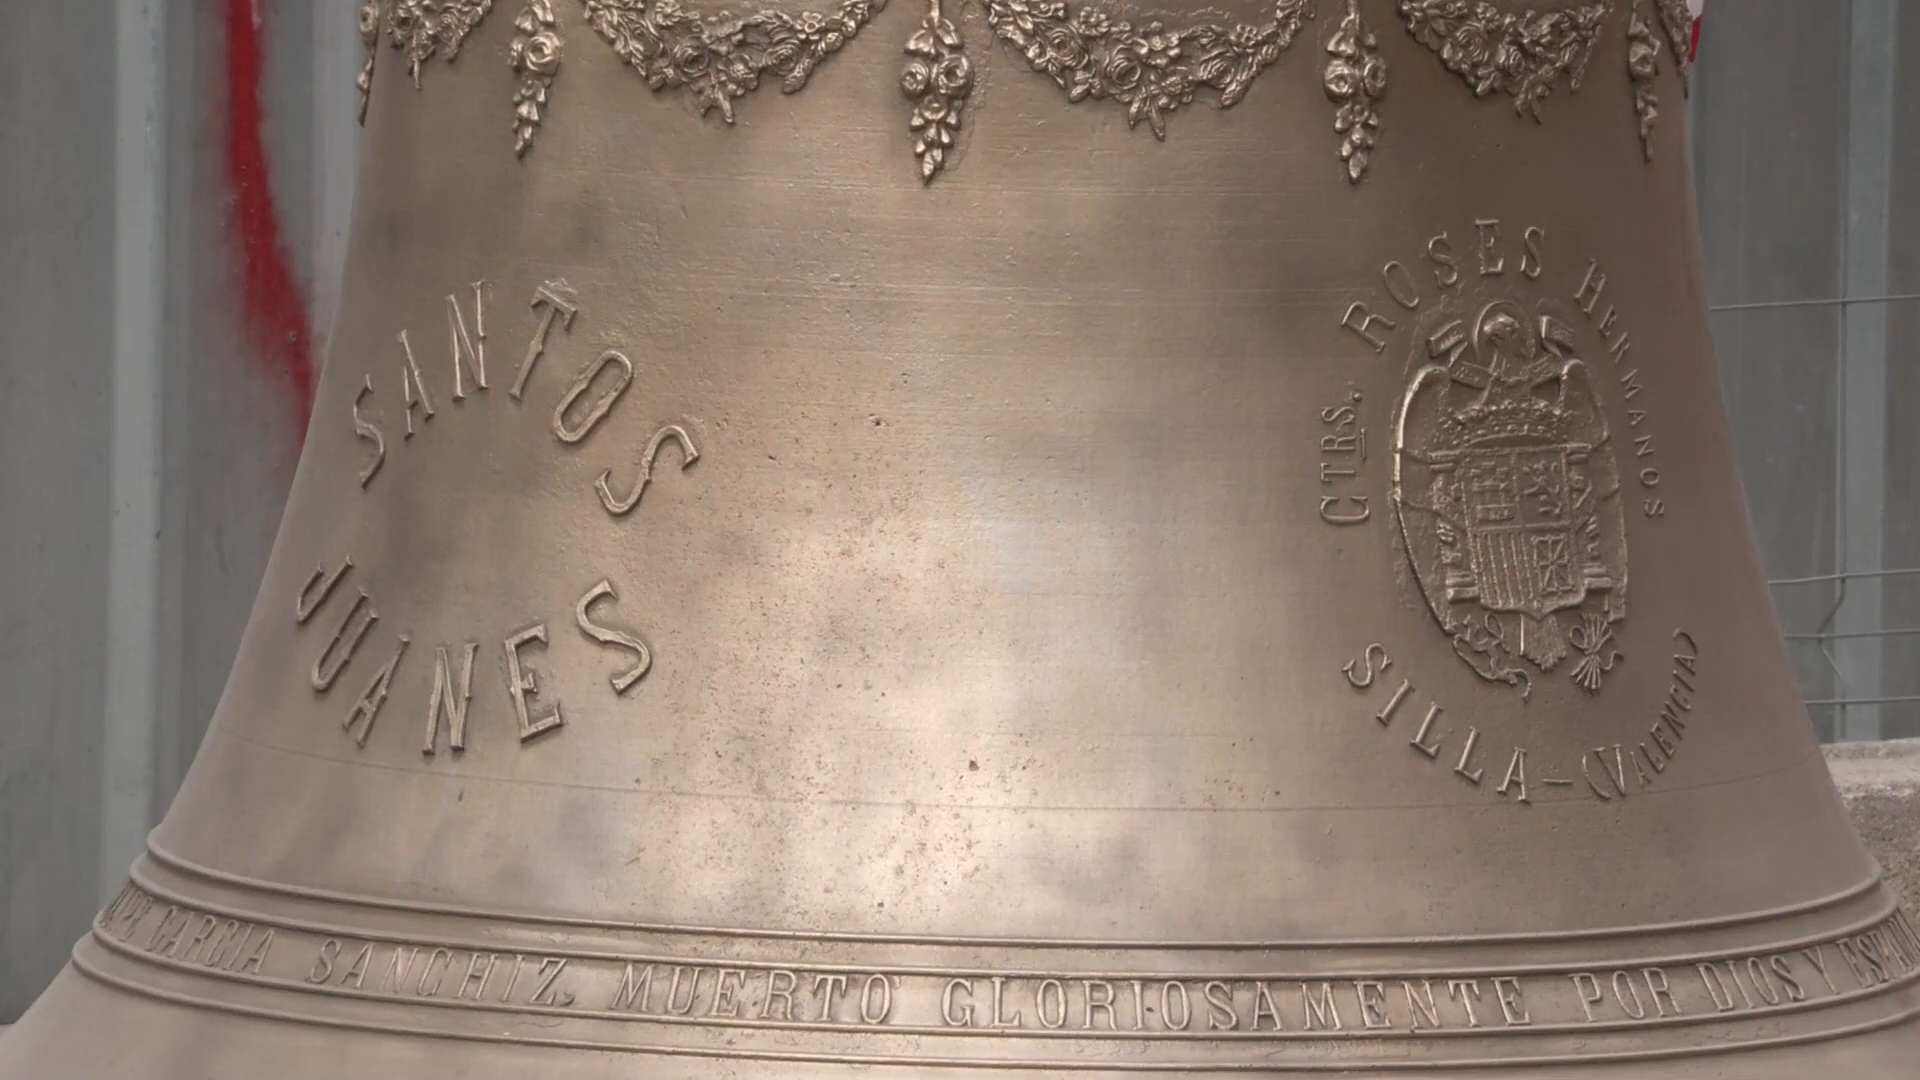 SANTOS
JUANES
CTRS. ROSES HERMANOS
SILLA - (VALENCIA)
GARCIA SANCHIZ, MUERTO GLORIOSAMENTE POR DIOS Y